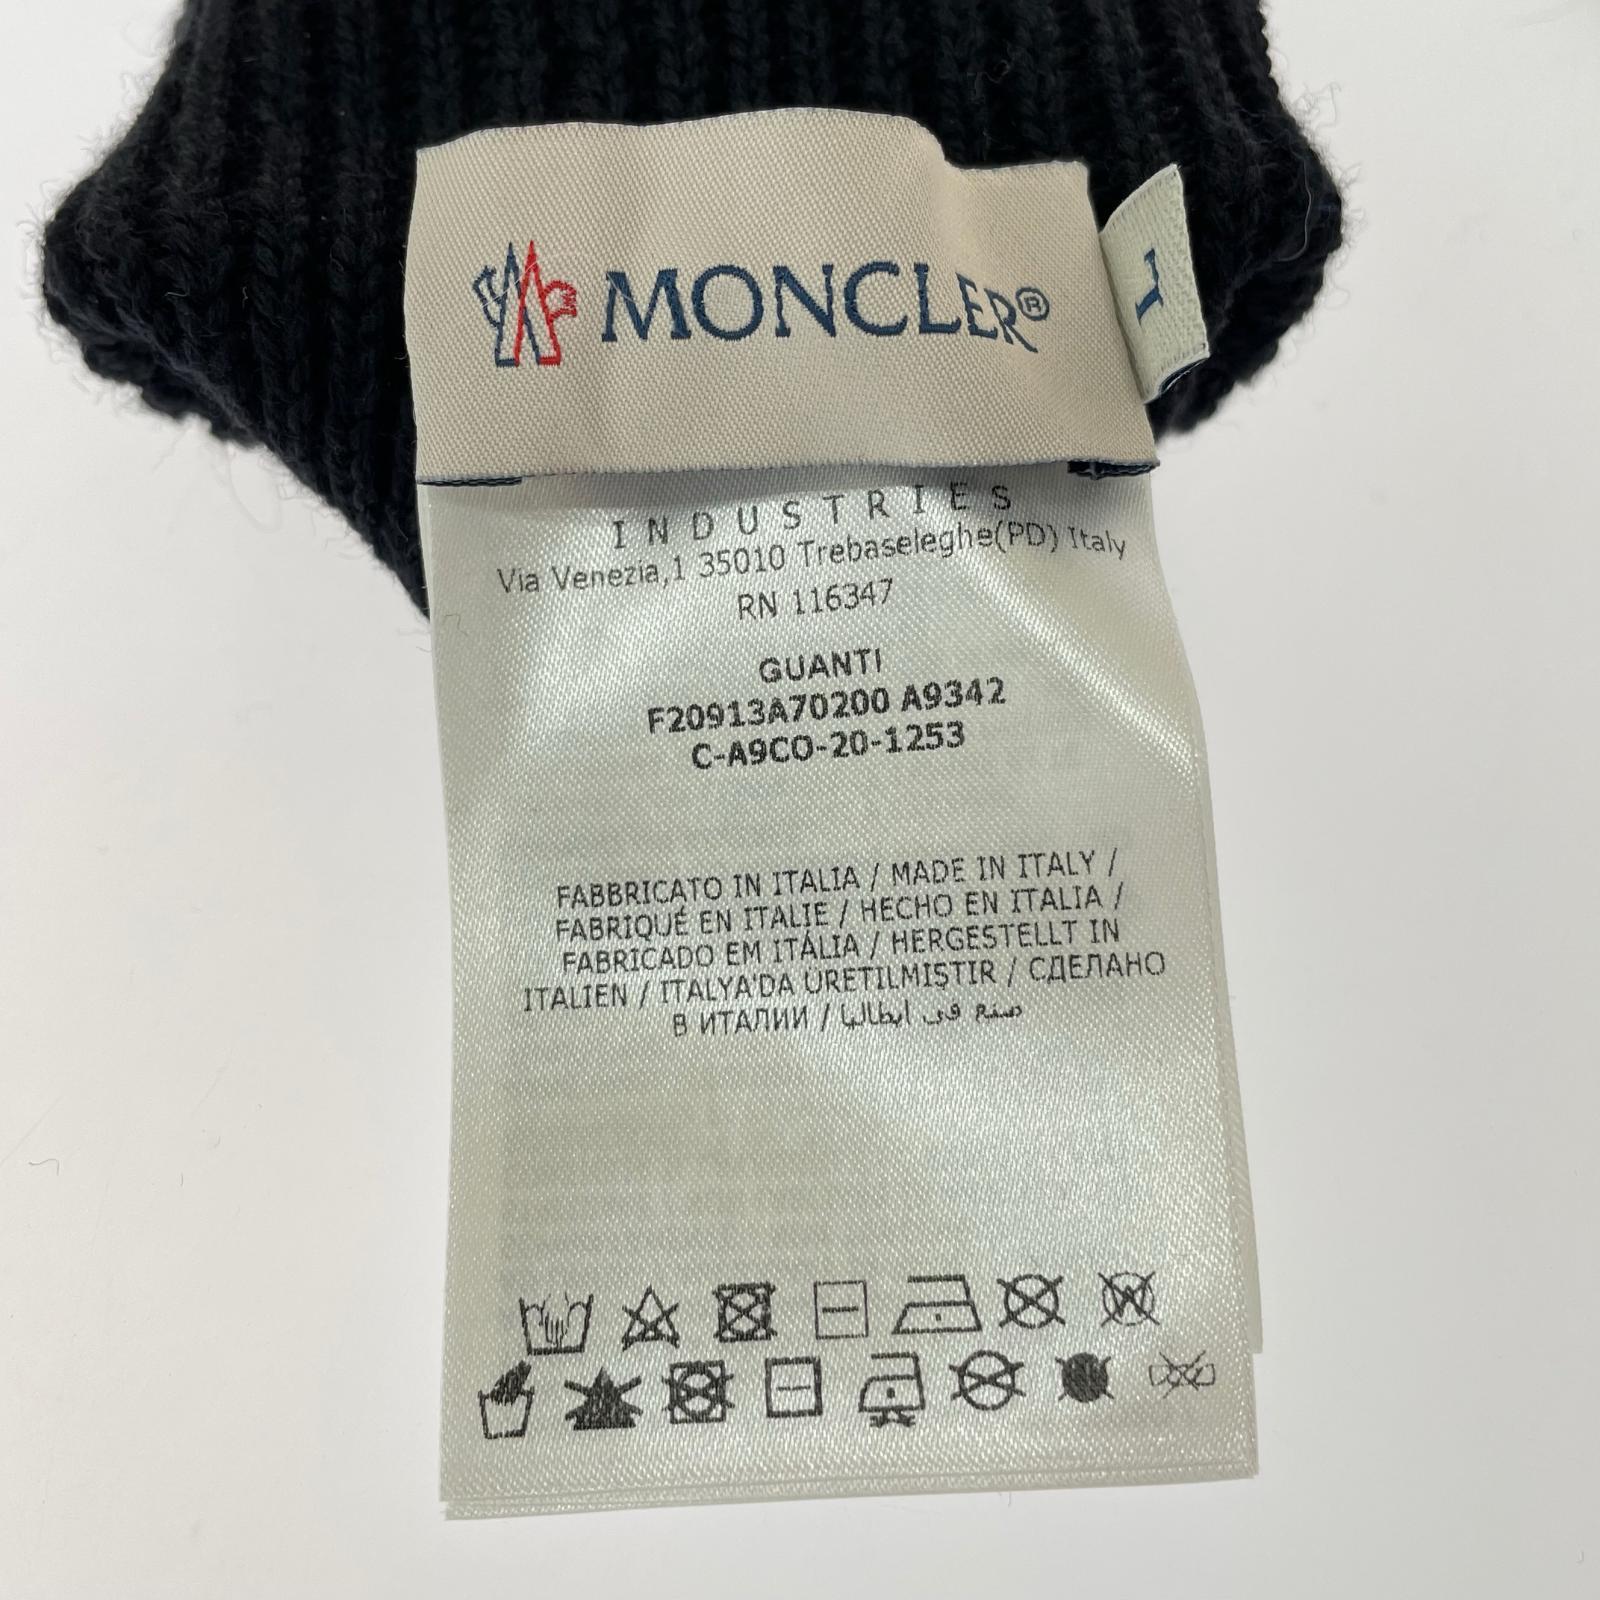 MONCLER®
L
INDUSTRIES
Via Venezia,1 35010 Trebaseleghe(PD) Italy
RN 116347
GUANTI
F20913A70200 A9342
C-A9CO-20-1253
FABBRICATO IN ITALIA / MADE IN ITALY /
FABRIQUÉ EN ITALIE / HECHO EN ITALIA /
FABRICADO EM ITÁLIA / HERGESTELLT IN
ITALIEN / ITALYA'DA ÜRETILMIŞTIR / СДЕЛАНО
В ИТАЛИИ / صنع في ايطاليا